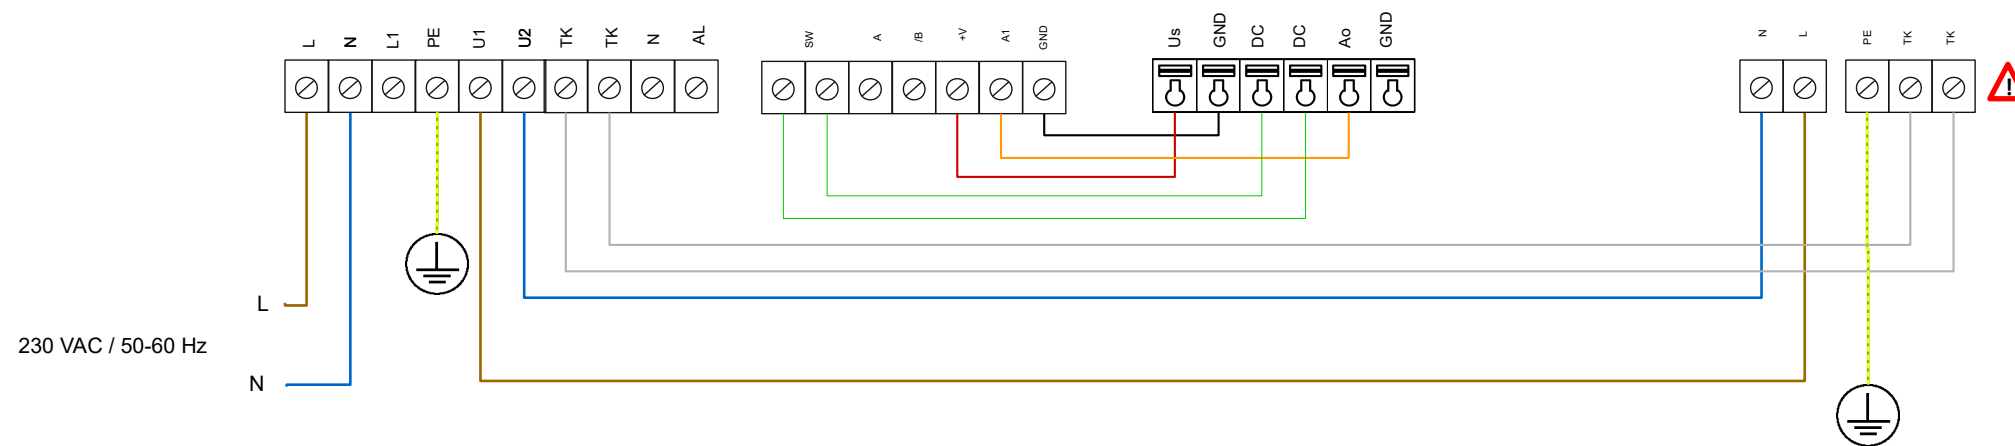 L N L1 PE U1 U2 TK TK N AL
SW A /B +V A1 GND
Us GND DC DC Ao GND
N L
PE TK TK
!
L
230 VAC / 50-60 Hz
N